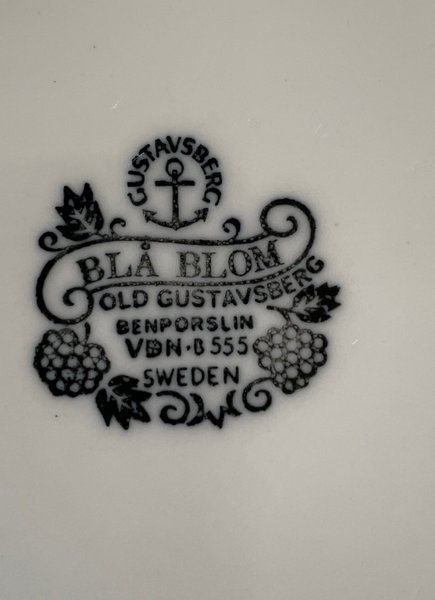 GUSTAVSBERG
BLÅ BLOM
OLD GUSTAVSBERG
BENPORSLIN
VDN·B 555
SWEDEN